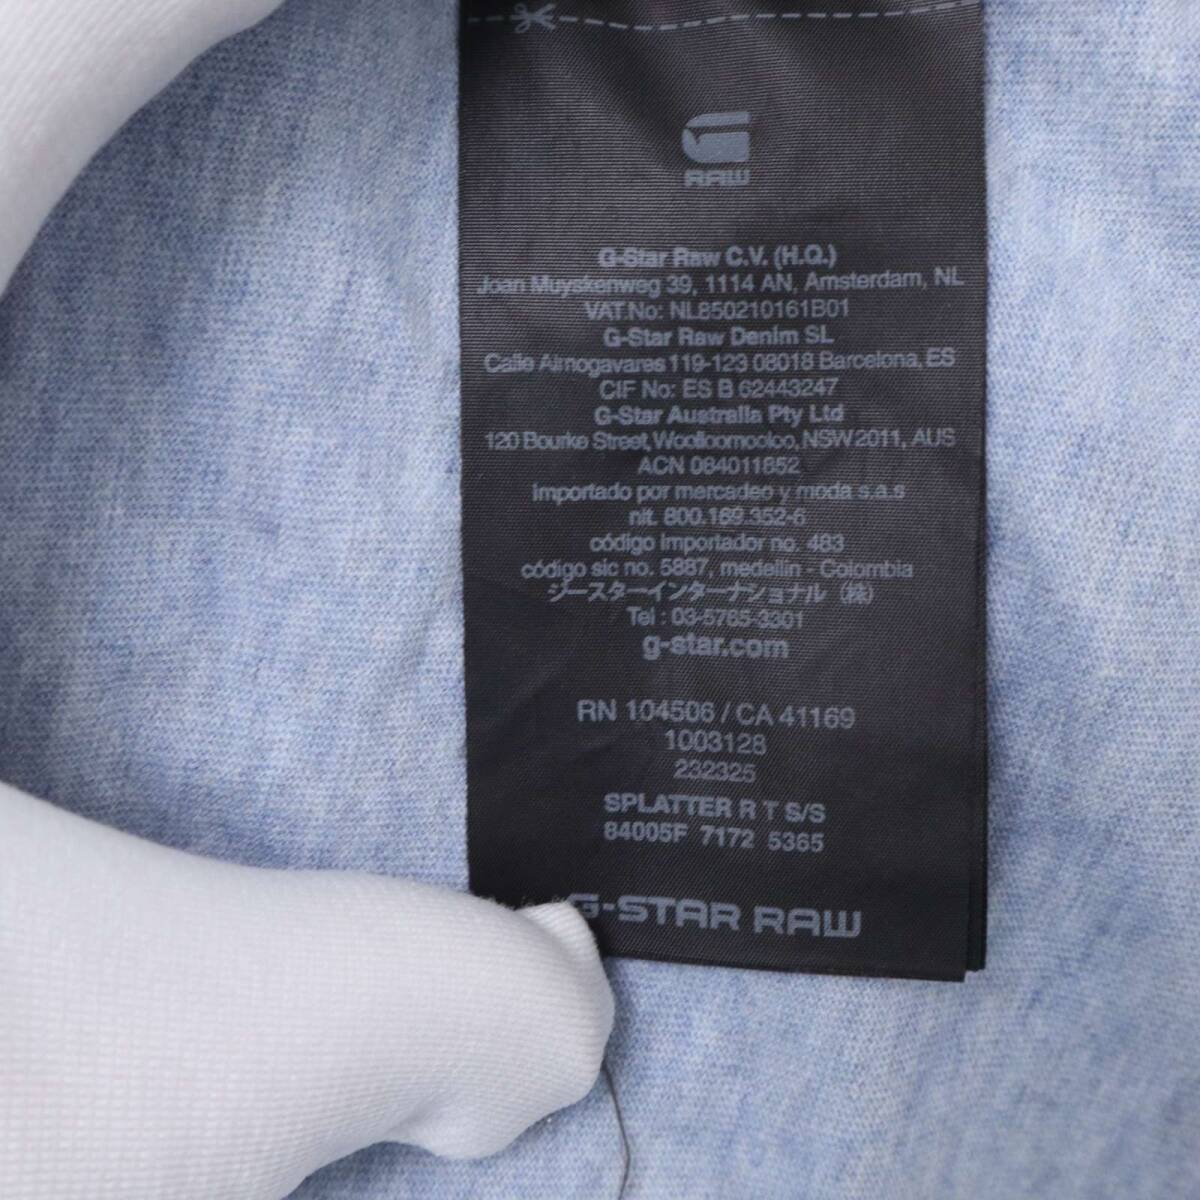 RAW
G-Star Raw C.V. (H.Q.)
Joan Muyskenweg 39, 1114 AN, Amsterdam, NL
VAT No: NL850210161B01
G-Star Raw Denim SL
Calle Almogavares 119-123 08018 Barcelona, ES
CIF No: ES B 62443247
G-Star Australia Pty Ltd
120 Bourke Street, Woolloomooloo, NSW 2011, AUS
ACN 084011852
importado por mercadeo y moda s.a.s
nit. 800.169.352-6
código importador no. 483
código sic no. 5887, medellin - Colombia
ジースターインターナショナル (株)
Tel : 03-5765-3301
g-star.com
RN 104506 / CA 41169
1003128
232325
SPLATTER R T S/S
84005F 7172 5365
G-STAR RAW